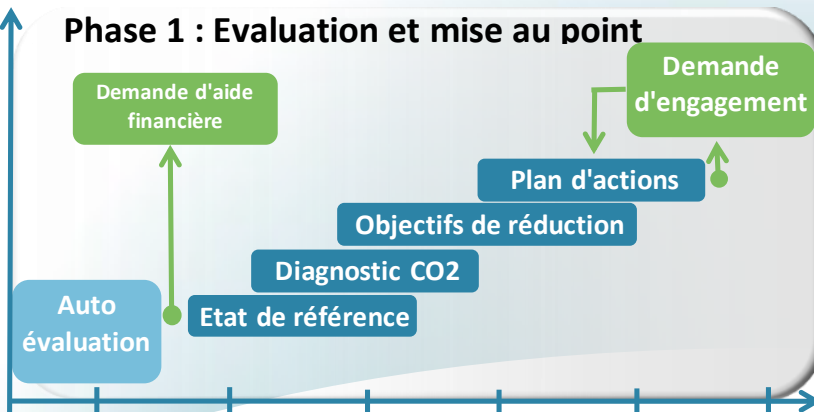 Phase 1 : Evaluation et mise au point
Demande d'aide
financière
Demande
d'engagement
Plan d'actions
Objectifs de réduction
Diagnostic CO2
Auto
évaluation
Etat de référence